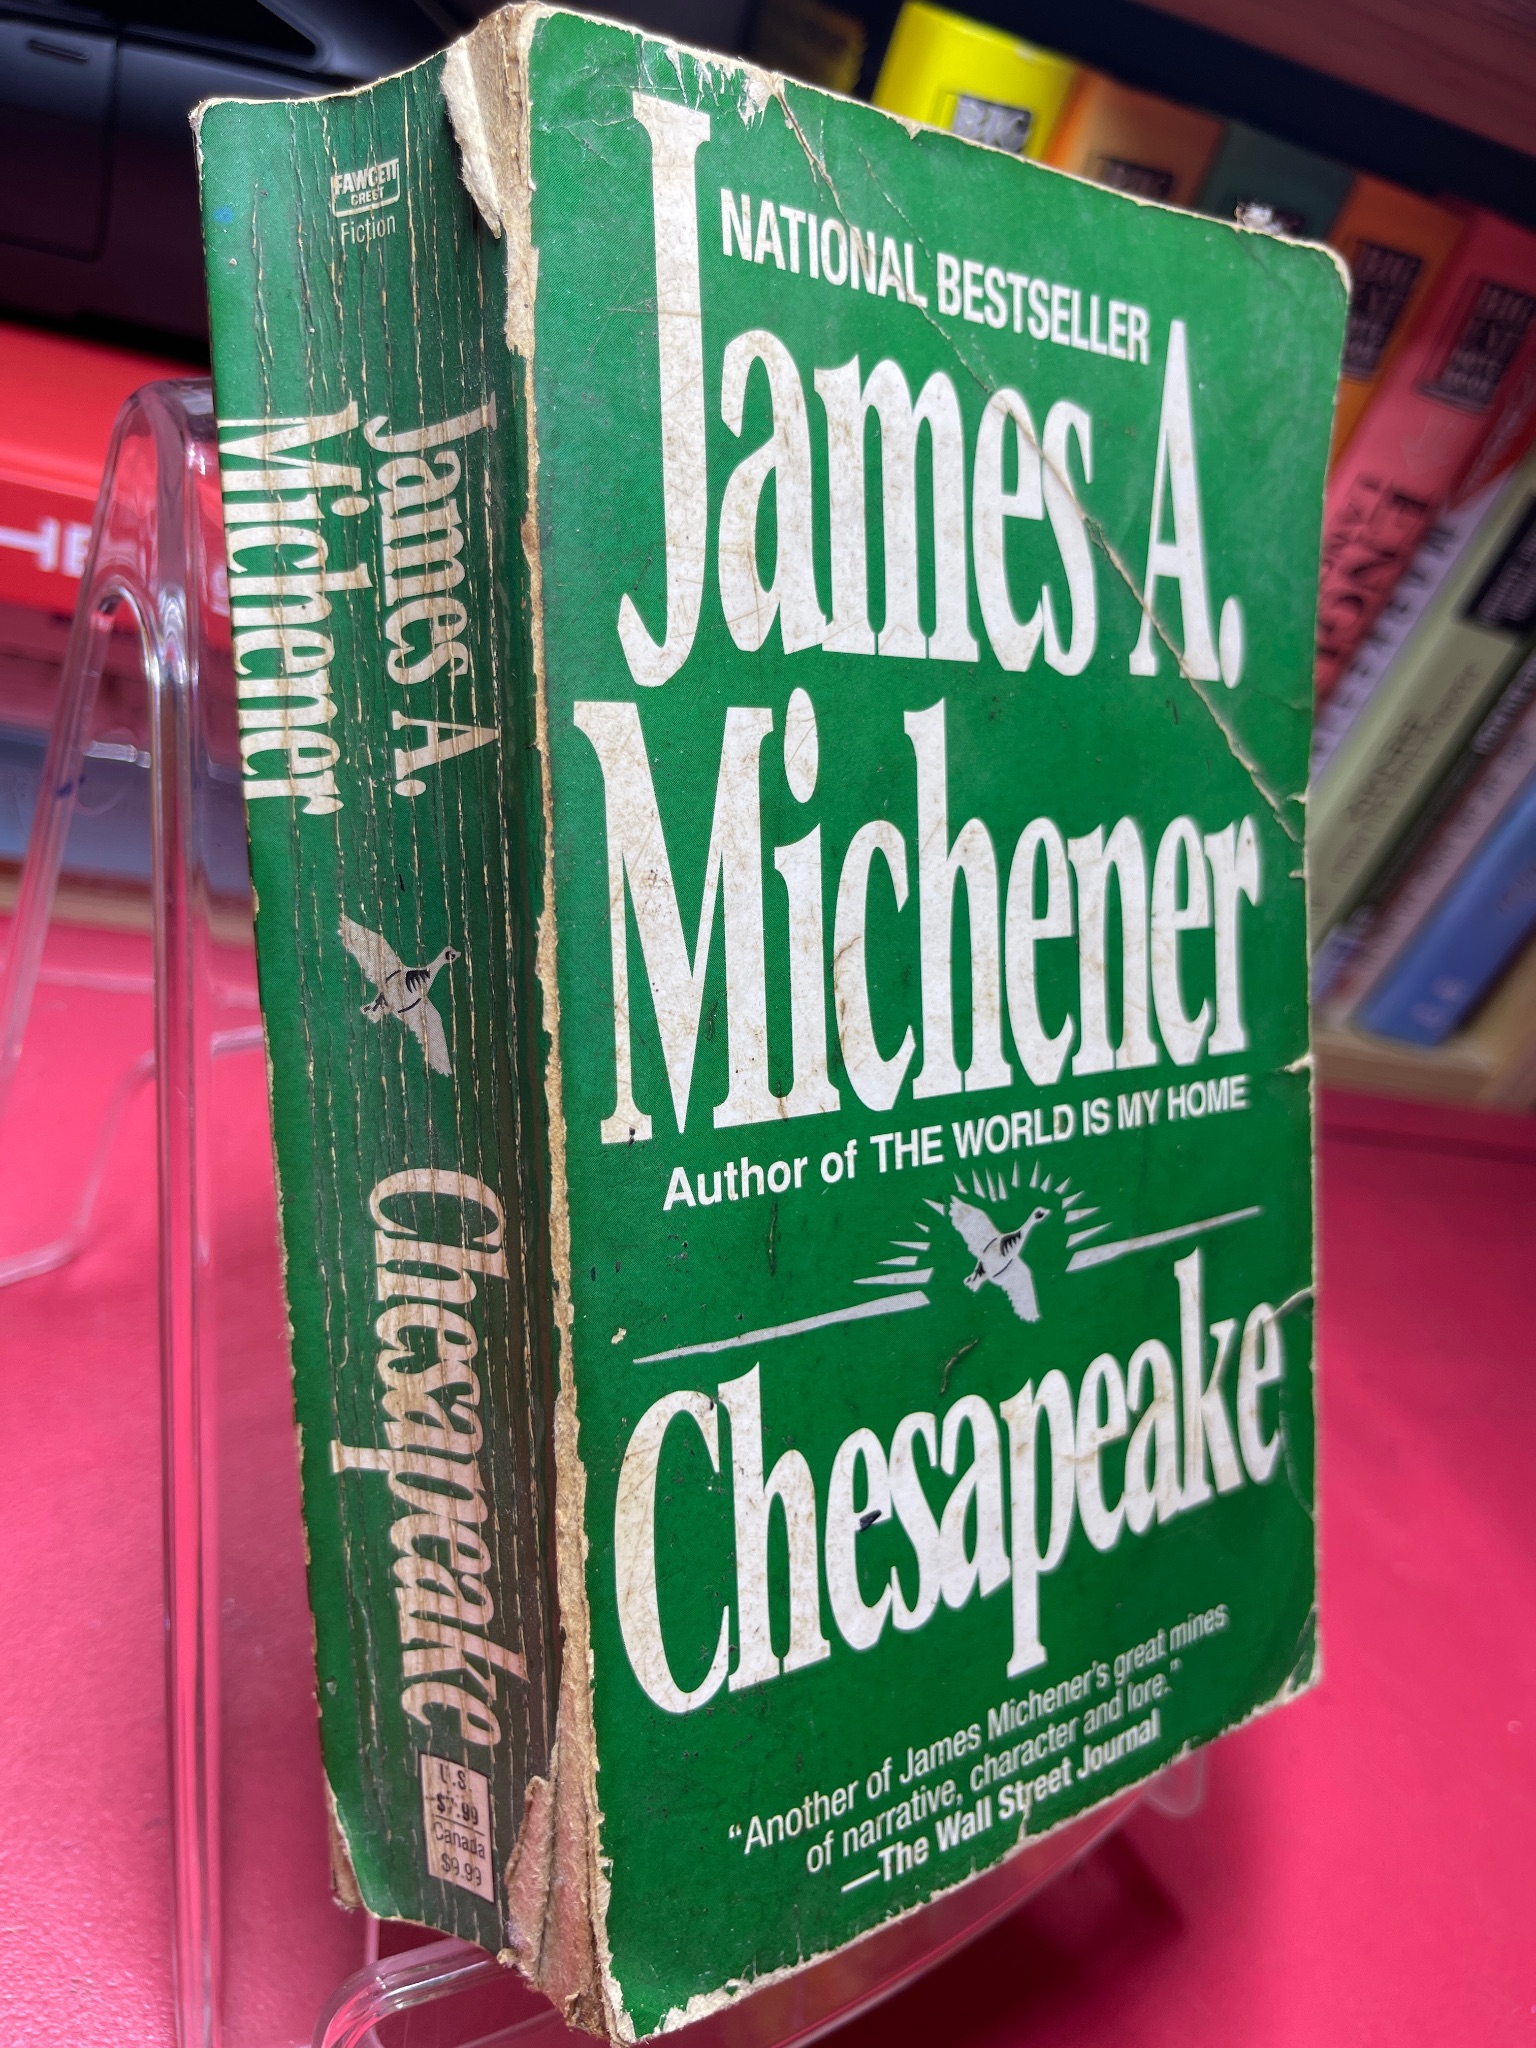 FAWCETT
CREST
Fiction
James A.
Michener
Chesapeake
U.S.
$7.99
Canada
$9.99
NATIONAL BESTSELLER
James A.
Michener
Author of THE WORLD IS MY HOME
Chesapeake
“Another of James Michener's great mines
of narrative, character and lore.”
—The Wall Street Journal
BIG